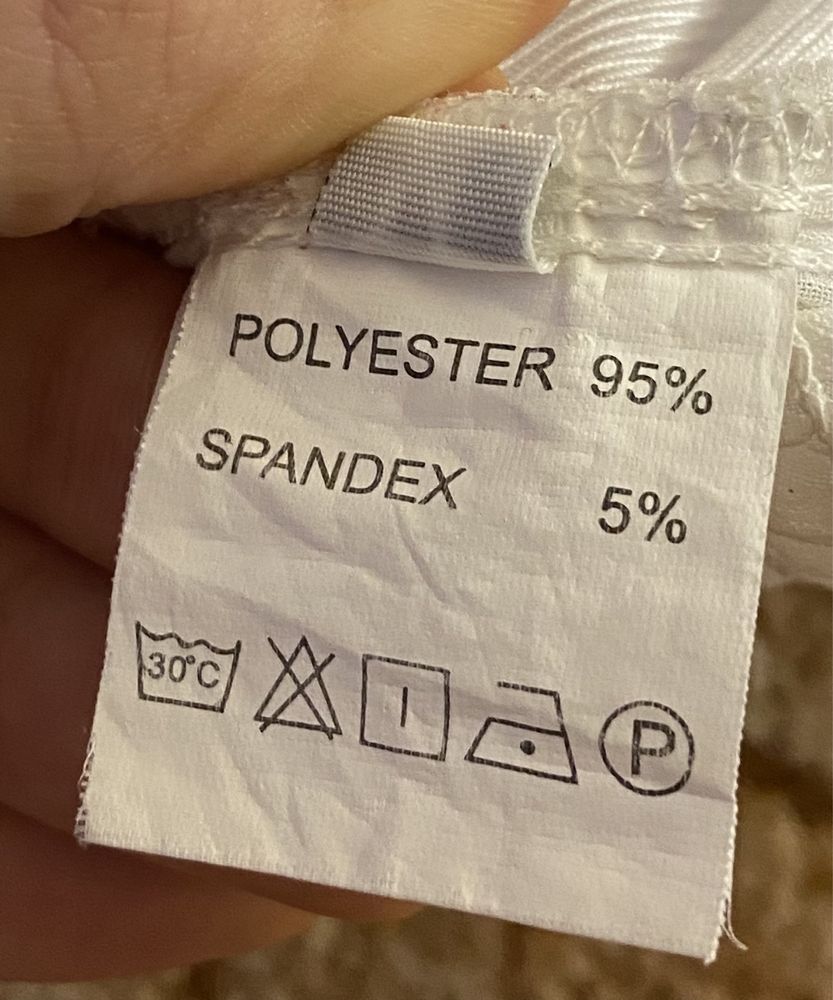 POLYESTER 95%
SPANDEX 5%
30°C P